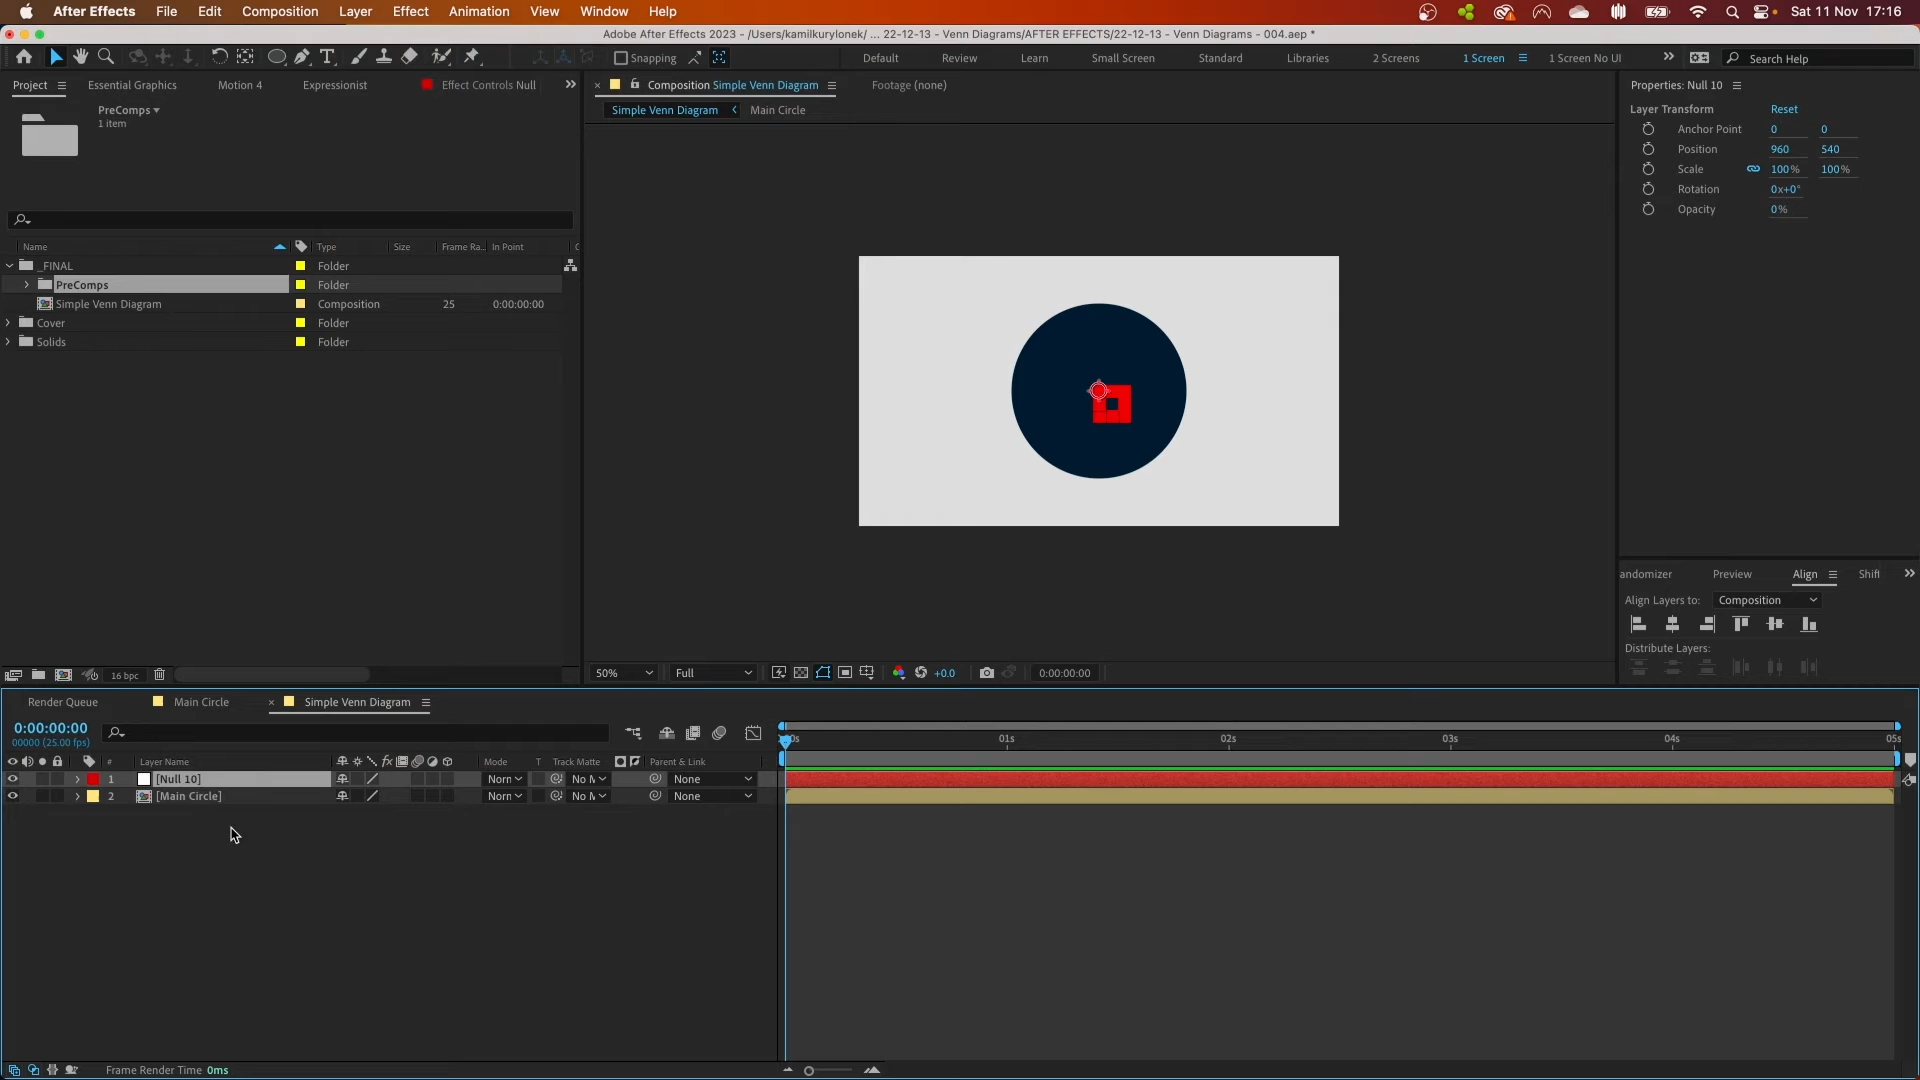 After Effects File Edit Composition Layer Effect Animation View Window Help Sat 11 Nov 17:16
Adobe After Effects 2023 - /Users/kamilkurylonek/ ... 22-12-13 - Venn Diagrams/AFTER EFFECTS/22-12-13 - Venn Diagrams - 004.aep *
Snapping Default Review Learn Small Screen Standard Libraries 2 Screens 1 Screen 1 Screen No UI Search Help
Project Essential Graphics Motion 4 Expressionist Effect Controls Null
PreComps
1 item
Name Type Size Frame Ra... In Point
_FINAL Folder
PreComps Folder
Simple Venn Diagram Composition 25 0:00:00:00
Cover Folder
Solids Folder
16 bpc
Composition Simple Venn Diagram Footage (none)
Simple Venn Diagram Main Circle
50% Full +0.0 0:00:00:00
Properties: Null 10
Layer Transform Reset
Anchor Point 0 0
Position 960 540
Scale 100% 100%
Rotation 0x+0°
Opacity 0%
andomizer Preview Align Shifl
Align Layers to: Composition
Distribute Layers:
Render Queue Main Circle Simple Venn Diagram
0:00:00:00
00000 (25.00 fps)
01s 02s 03s 04s 05s
# Layer Name fx Mode T Track Matte Parent & Link
1 [Null 10] Norn No M None
2 [Main Circle] Norn No M None
Frame Render Time 0ms